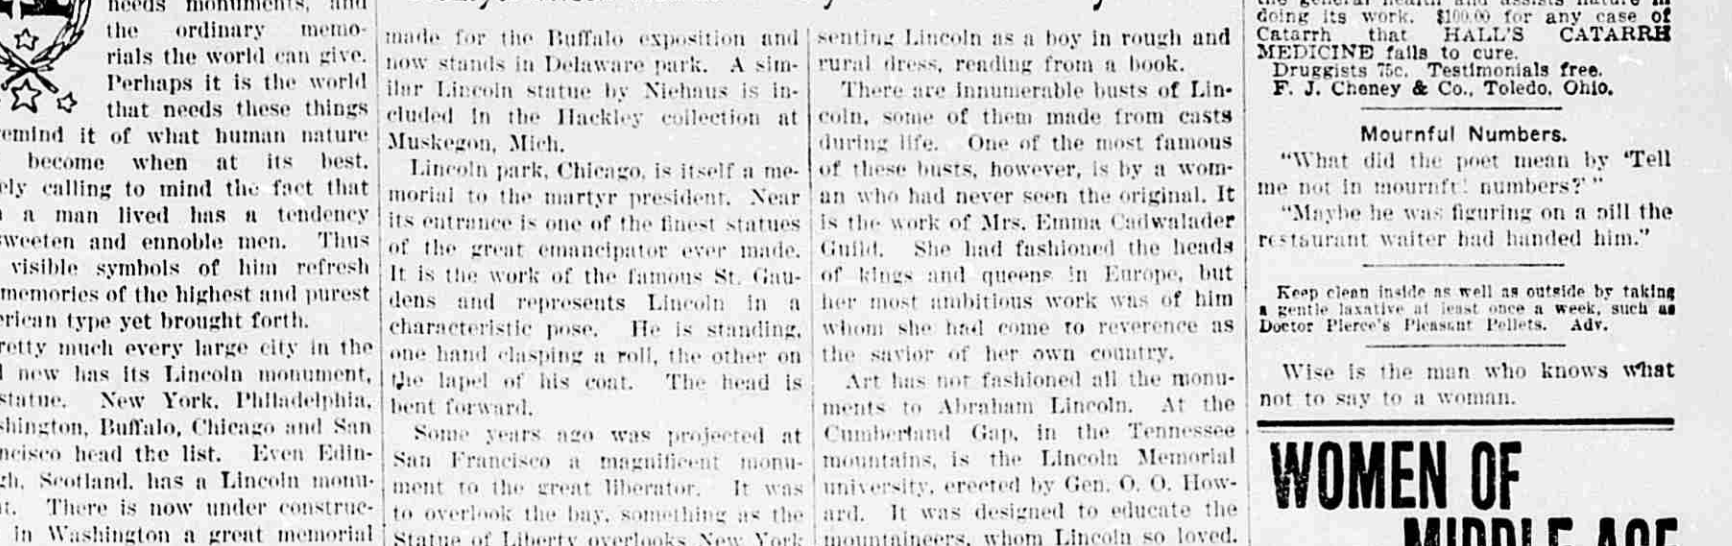 needs monuments, and
the ordinary memo-
rials the world can give.
Perhaps it is the world
that needs these things
emind it of what human nature
become when at its best.
ely calling to mind the fact that
a man lived has a tendency
sweeten and ennoble men. Thus
visible symbols of him refresh
memories of the highest and purest
erican type yet brought forth.
retty much every large city in the
new has its Lincoln monument,
statue. New York, Philadelphia,
shington, Buffalo, Chicago and San
ncisco head the list. Even Edin-
gh, Scotland, has a Lincoln monu-
t. There is now under construc-
in Washington a great memorial
made for the Buffalo exposition and
now stands in Delaware park. A sim-
ilar Lincoln statue by Niehaus is in-
cluded in the Hackley collection at
Muskegon, Mich.
Lincoln park, Chicago, is itself a me-
morial to the martyr president. Near
its entrance is one of the finest statues
of the great emancipator ever made.
It is the work of the famous St. Gau-
dens and represents Lincoln in a
characteristic pose. He is standing,
one hand clasping a roll, the other on
the lapel of his coat. The head is
bent forward.
Some years ago was projected at
San Francisco a magnificent monu-
ment to the great liberator. It was
to overlook the bay, something as the
Statue of Liberty overlooks New York
senting Lincoln as a boy in rough and
rural dress, reading from a book.
There are innumerable busts of Lin-
coln, some of them made from casts
during life. One of the most famous
of these busts, however, is by a wom-
an who had never seen the original. It
is the work of Mrs. Emma Cadwalader
Guild. She had fashioned the heads
of kings and queens in Europe, but
her most ambitious work was of him
whom she had come to reverence as
the savior of her own country.
Art has not fashioned all the monu-
ments to Abraham Lincoln. At the
Cumberland Gap, in the Tennessee
mountains, is the Lincoln Memorial
university, erected by Gen. O. O. How-
ard. It was designed to educate the
mountaineers, whom Lincoln so loved.
the general health and assists nature in
doing its work. $100.00 for any case of
Catarrh that HALL'S CATARRH
MEDICINE fails to cure.
Druggists 75c. Testimonials free.
F. J. Cheney & Co., Toledo, Ohio.
Mournful Numbers.
"What did the poet mean by 'Tell
me not in mournful numbers?' "
"Maybe he was figuring on a bill the
restaurant waiter had handed him."
Keep clean inside as well as outside by taking
a gentle laxative at least once a week, such as
Doctor Pierce's Pleasant Pellets. Adv.
Wise is the man who knows what
not to say to a woman.
WOMEN OF
MIDDLE AGE